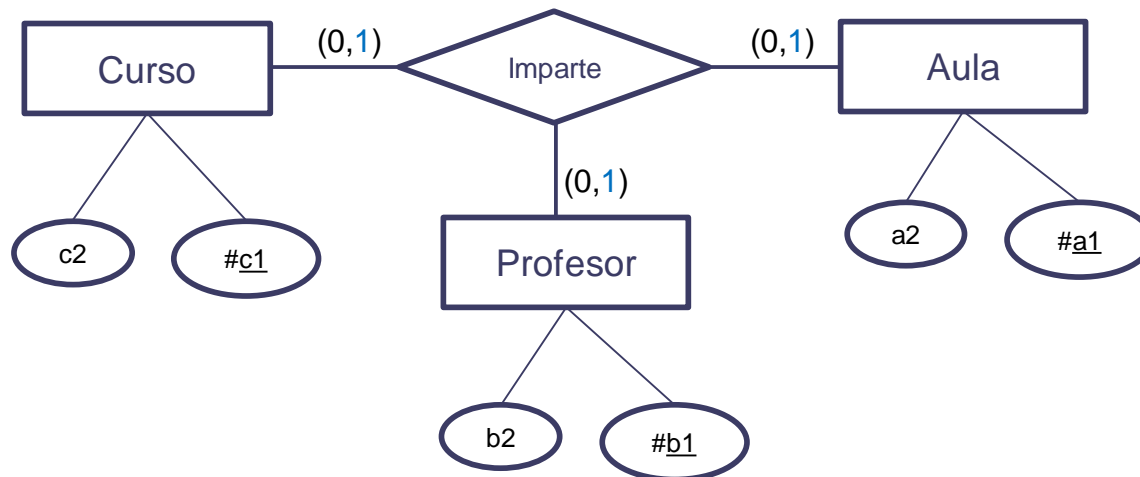 (0,1)
(0,1)
Curso
Imparte
Aula
(0,1)
c2
#c1
a2
#a1
Profesor
b2
#b1